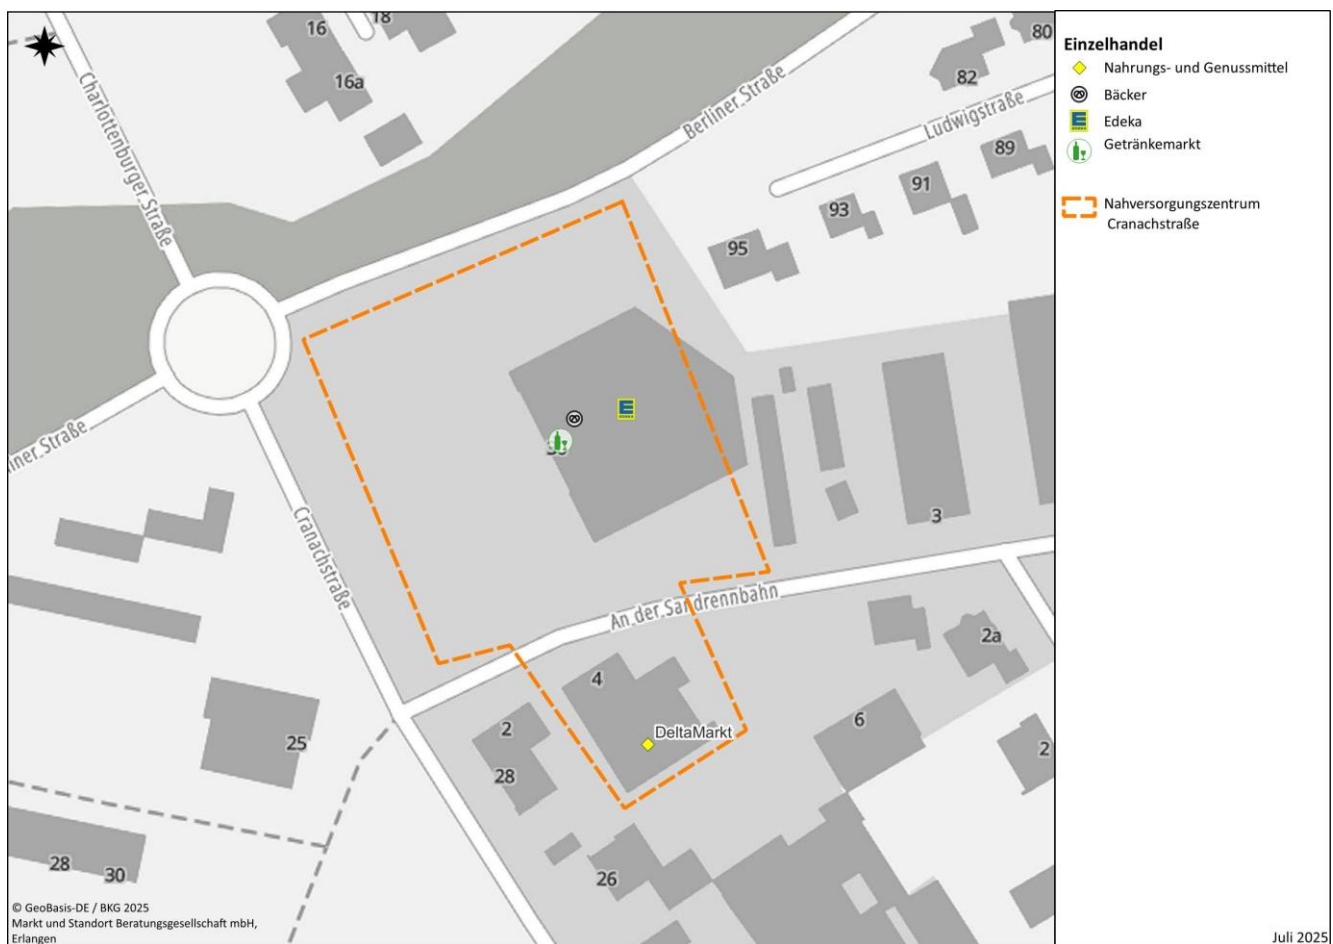 16
18
16a
80
82
Charlottenburger Straße
Berliner Straße
Ludwigstraße
89
91
93
95
E
iner Straße
Cranachstraße
3
An der Sandrennbahn
2a
4
2
DeltaMarkt
6
2
25
28
28
30
26
© GeoBasis-DE / BKG 2025
Markt und Standort Beratungsgesellschaft mbH,
Erlangen
Einzelhandel
Nahrungs- und Genussmittel
Bäcker
E
Edeka
Getränkemarkt
Nahversorgungszentrum
Cranachstraße
Juli 2025